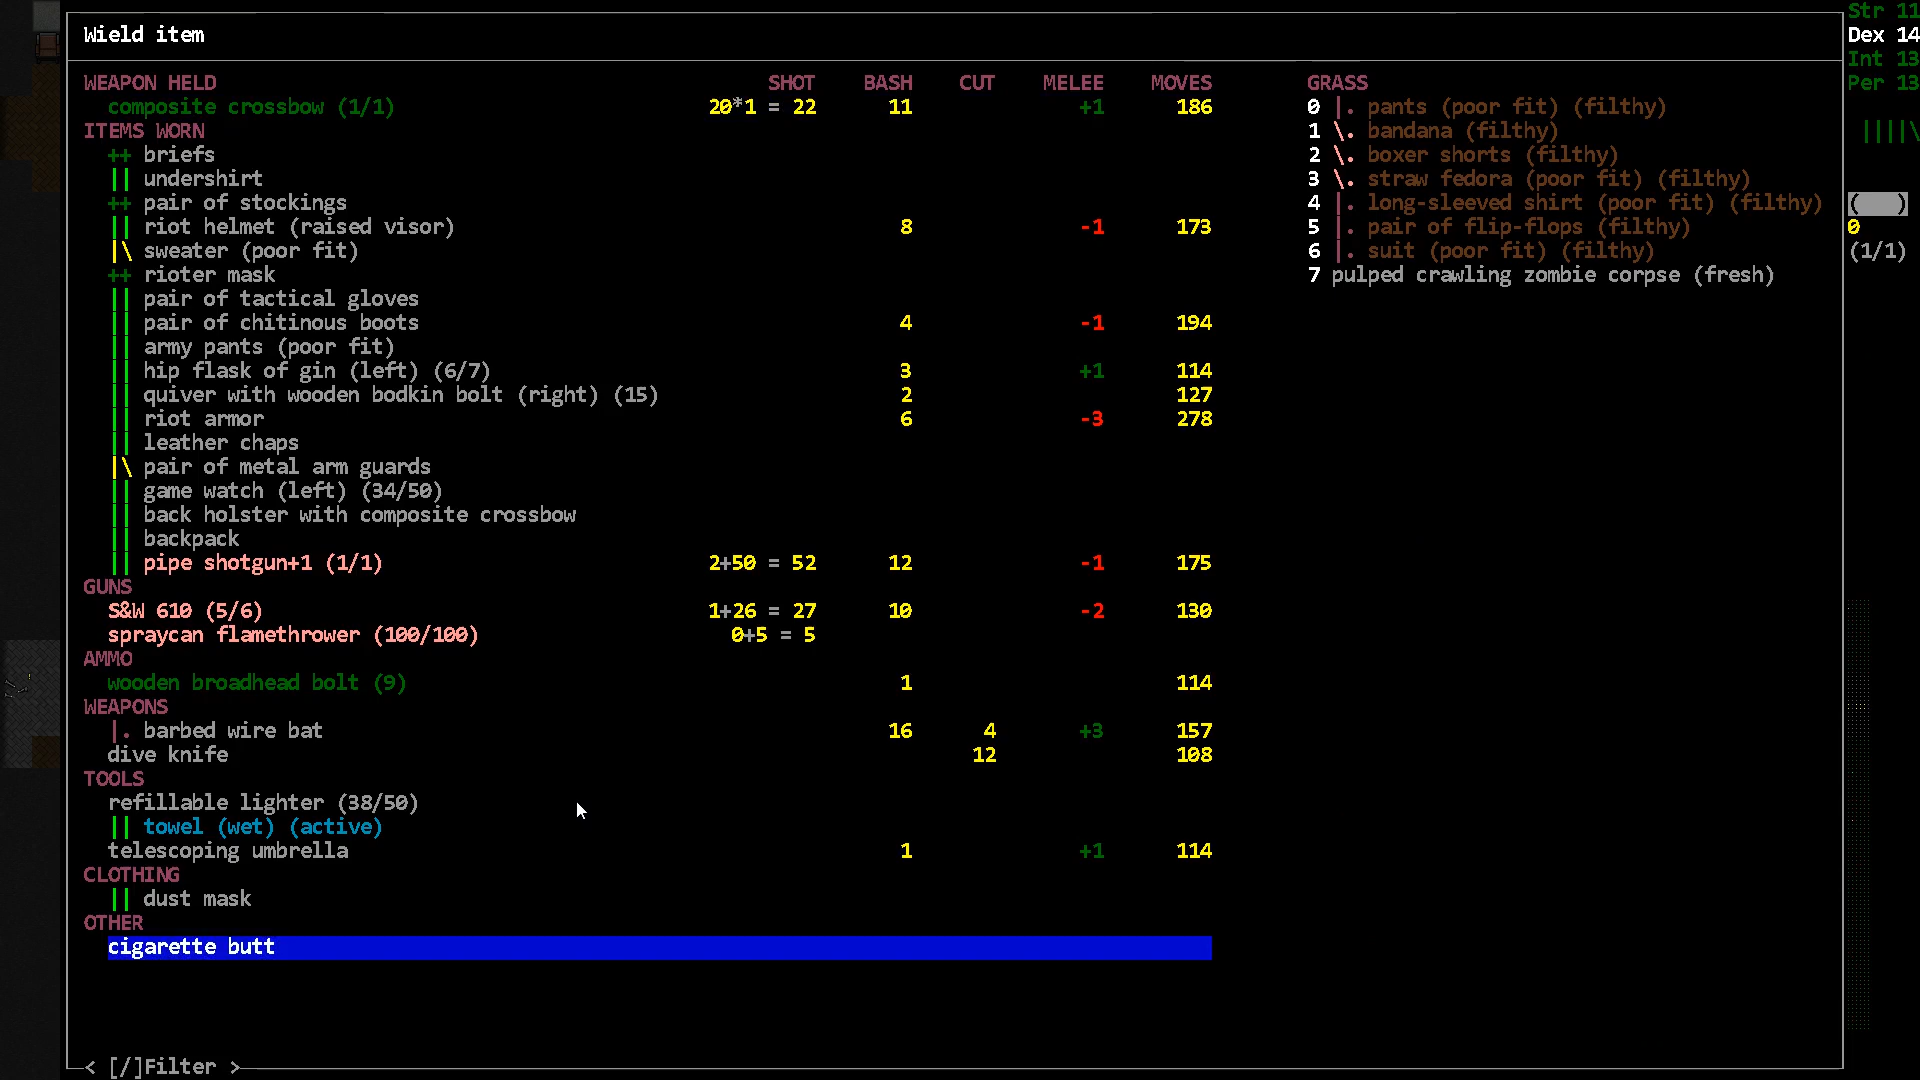 Wield item
WEAPON HELD SHOT BASH CUT MELEE MOVES
composite crossbow (1/1) 20*1 = 22 11 +1 186
ITEMS WORN
++ briefs
|| undershirt
++ pair of stockings
|| riot helmet (raised visor) 8 -1 173
|\ sweater (poor fit)
++ rioter mask
|| pair of tactical gloves
|| pair of chitinous boots 4 -1 194
|| army pants (poor fit)
|| hip flask of gin (left) (6/7) 3 +1 114
|| quiver with wooden bodkin bolt (right) (15) 2 127
|| riot armor 6 -3 278
|| leather chaps
|\ pair of metal arm guards
|| game watch (left) (34/50)
|| back holster with composite crossbow
|| backpack
|| pipe shotgun+1 (1/1) 2+50 = 52 12 -1 175
GUNS
S&W 610 (5/6) 1+26 = 27 10 -2 130
spraycan flamethrower (100/100) 0+5 = 5
AMMO
wooden broadhead bolt (9) 1 114
WEAPONS
|. barbed wire bat 16 4 +3 157
dive knife 12 108
TOOLS
refillable lighter (38/50)
|| towel (wet) (active)
telescoping umbrella 1 +1 114
CLOTHING
|| dust mask
OTHER
cigarette butt
< [/]Filter >
GRASS
0 |. pants (poor fit) (filthy)
1 \. bandana (filthy)
2 \. boxer shorts (filthy)
3 \. straw fedora (poor fit) (filthy)
4 |. long-sleeved shirt (poor fit) (filthy)
5 |. pair of flip-flops (filthy)
6 |. suit (poor fit) (filthy)
7 pulped crawling zombie corpse (fresh)
Str 11
Dex 14
Int 13
Per 13
||||\
( )
0
(1/1)